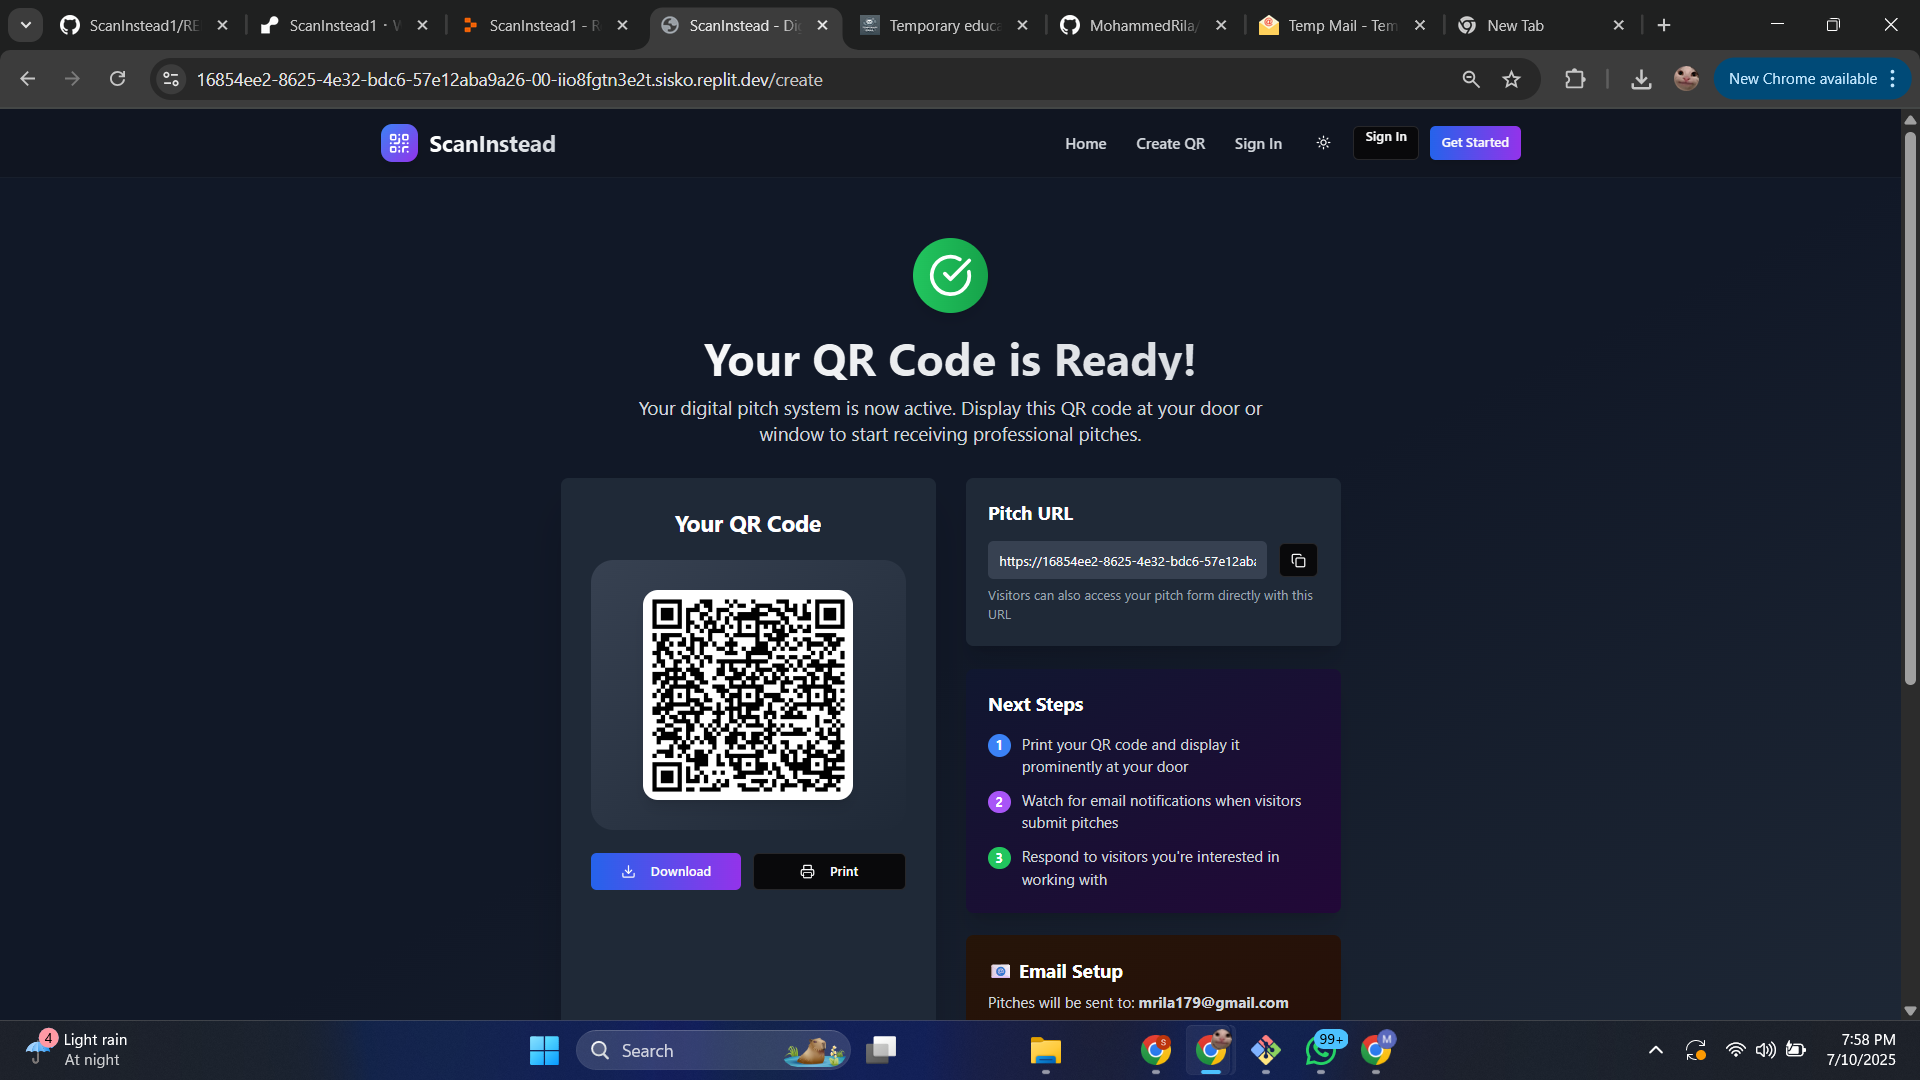 ScanInstead1/RE
ScanInstead1 · W
ScanInstead1 - R
ScanInstead - Dig
Temporary educa
MohammedRila/
Temp Mail - Tem
New Tab
16854ee2-8625-4e32-bdc6-57e12aba9a26-00-iio8fgtn3e2t.sisko.replit.dev/create
New Chrome available
ScanInstead
Home
Create QR
Sign In
Sign In
Get Started
Your QR Code is Ready!
Your digital pitch system is now active. Display this QR code at your door or
window to start receiving professional pitches.
Your QR Code
Download
Print
Pitch URL
https://16854ee2-8625-4e32-bdc6-57e12aba
Visitors can also access your pitch form directly with this
URL
Next Steps
1 Print your QR code and display it
prominently at your door
2 Watch for email notifications when visitors
submit pitches
3 Respond to visitors you're interested in
working with
Email Setup
Pitches will be sent to: mrila179@gmail.com
4
Light rain
At night
Search
S
99+
M
7:58 PM
7/10/2025